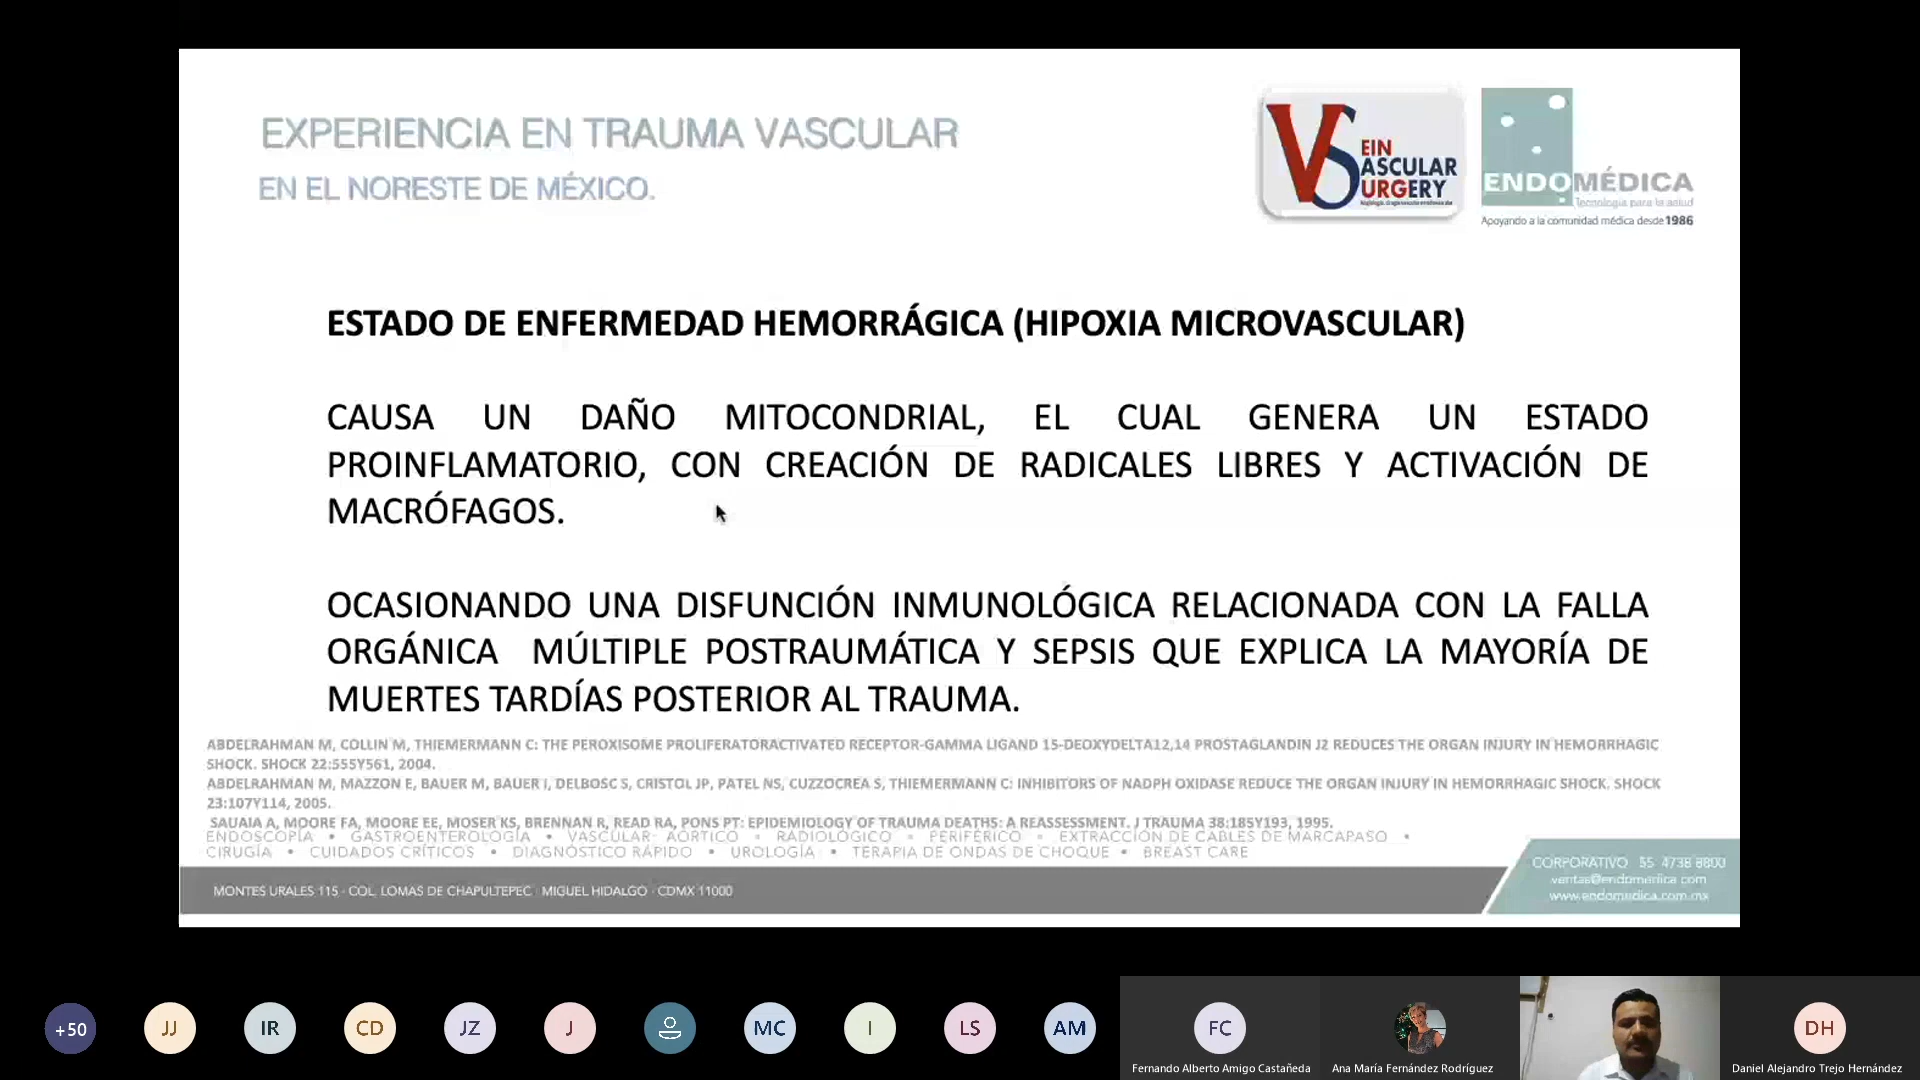 EXPERIENCIA EN TRAUMA VASCULAR
EN EL NORESTE DE MÉXICO.
VS
EIN
ASCULAR
URGERY
ENDOMÉDICA
Tecnología para la salud
Apoyando a la comunidad médica desde 1986
ESTADO DE ENFERMEDAD HEMORRÁGICA (HIPOXIA MICROVASCULAR)
CAUSA UN DAÑO MITOCONDRIAL, EL CUAL GENERA UN ESTADO
PROINFLAMATORIO, CON CREACIÓN DE RADICALES LIBRES Y ACTIVACIÓN DE
MACRÓFAGOS.
OCASIONANDO UNA DISFUNCIÓN INMUNOLÓGICA RELACIONADA CON LA FALLA
ORGÁNICA MÚLTIPLE POSTRAUMÁTICA Y SEPSIS QUE EXPLICA LA MAYORÍA DE
MUERTES TARDÍAS POSTERIOR AL TRAUMA.
ABDELRAHMAN M, COLLIN M, THIEMERMANN C: THE PEROXISOME PROLIFERATORACTIVATED RECEPTOR-GAMMA LIGAND 15-DEOXYDELTA12,14 PROSTAGLANDIN J2 REDUCES THE ORGAN INJURY IN HEMORRHAGIC
SHOCK. SHOCK 22:555Y561, 2004.
ABDELRAHMAN M, MAZZON E, BAUER M, BAUER I, DELBOSC S, CRISTOL JP, PATEL NS, CUZZOCREA S, THIEMERMANN C: INHIBITORS OF NADPH OXIDASE REDUCE THE ORGAN INJURY IN HEMORRHAGIC SHOCK. SHOCK
23:107Y114, 2005.
SAUAIA A, MOORE FA, MOORE EE, MOSER KS, BRENNAN R, READ RA, PONS PT: EPIDEMIOLOGY OF TRAUMA DEATHS: A REASSESSMENT. J TRAUMA 38:185Y193, 1995.
ENDOSCOPÍA • GASTROENTEROLOGÍA • VASCULAR: AÓRTICO • RADIOLÓGICO • PERIFÉRICO • EXTRACCIÓN DE CABLES DE MARCAPASO •
CIRUGÍA • CUIDADOS CRÍTICOS • DIAGNÓSTICO RÁPIDO • UROLOGÍA • TERAPIA DE ONDAS DE CHOQUE • BREAST CARE
MONTES URALES 115 - COL. LOMAS DE CHAPULTEPEC MIGUEL HIDALGO - CDMX 11000
CORPORATIVO 55 4738 8800
ventas@endomedica.com
www.endomedica.com.mx
+50
JJ
IR
CD
JZ
J
MC
I
LS
AM
FC
DH
Fernando Alberto Amigo Castañeda
Ana María Fernández Rodríguez
Daniel Alejandro Trejo Hernández